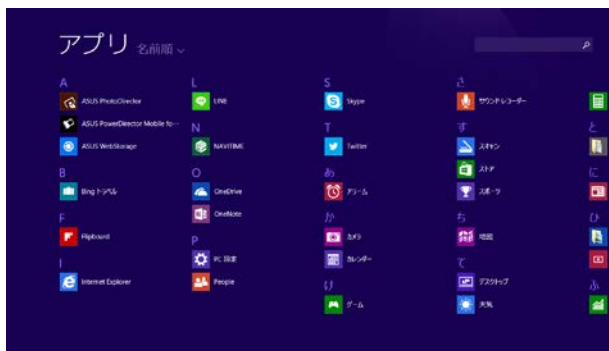 アプリ 名前順
A
ASUS PhotoDirector
ASUS PowerDirector Mobile fo...
ASUS WebStorage
B
Bing トラベル
F
Flipboard
I
Internet Explorer
L
LINE
N
NAVITIME
O
OneDrive
OneNote
P
PC 設定
People
S
Skype
T
Twitter
あ
アラーム
か
カメラ
カレンダー
け
ゲーム
さ
サウンド レコーダー
す
スキャン
ストア
スポーツ
ち
地図
て
デスクトップ
天気
と
に
ひ
ふ